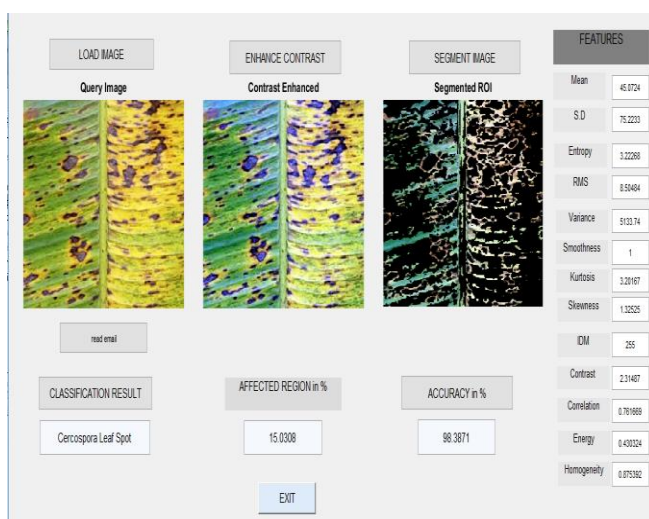 LOAD IMAGE
ENHANCE CONTRAST
SEGMENT IMAGE
Query Image
Contrast Enhanced
Segmented ROI
read email
CLASSIFICATION RESULT
AFFECTED REGION in %
ACCURACY in %
Cercospora Leaf Spot
15.0308
98.3871
EXIT
FEATURES
Mean 45.0724
S.D 75.2233
Entropy 3.22268
RMS 8.50484
Variance 5133.74
Smoothness 1
Kurtosis 3.20167
Skewness 1.32525
IDM 255
Contrast 2.31487
Correlation 0.761669
Energy 0.430324
Homogeneity 0.875392